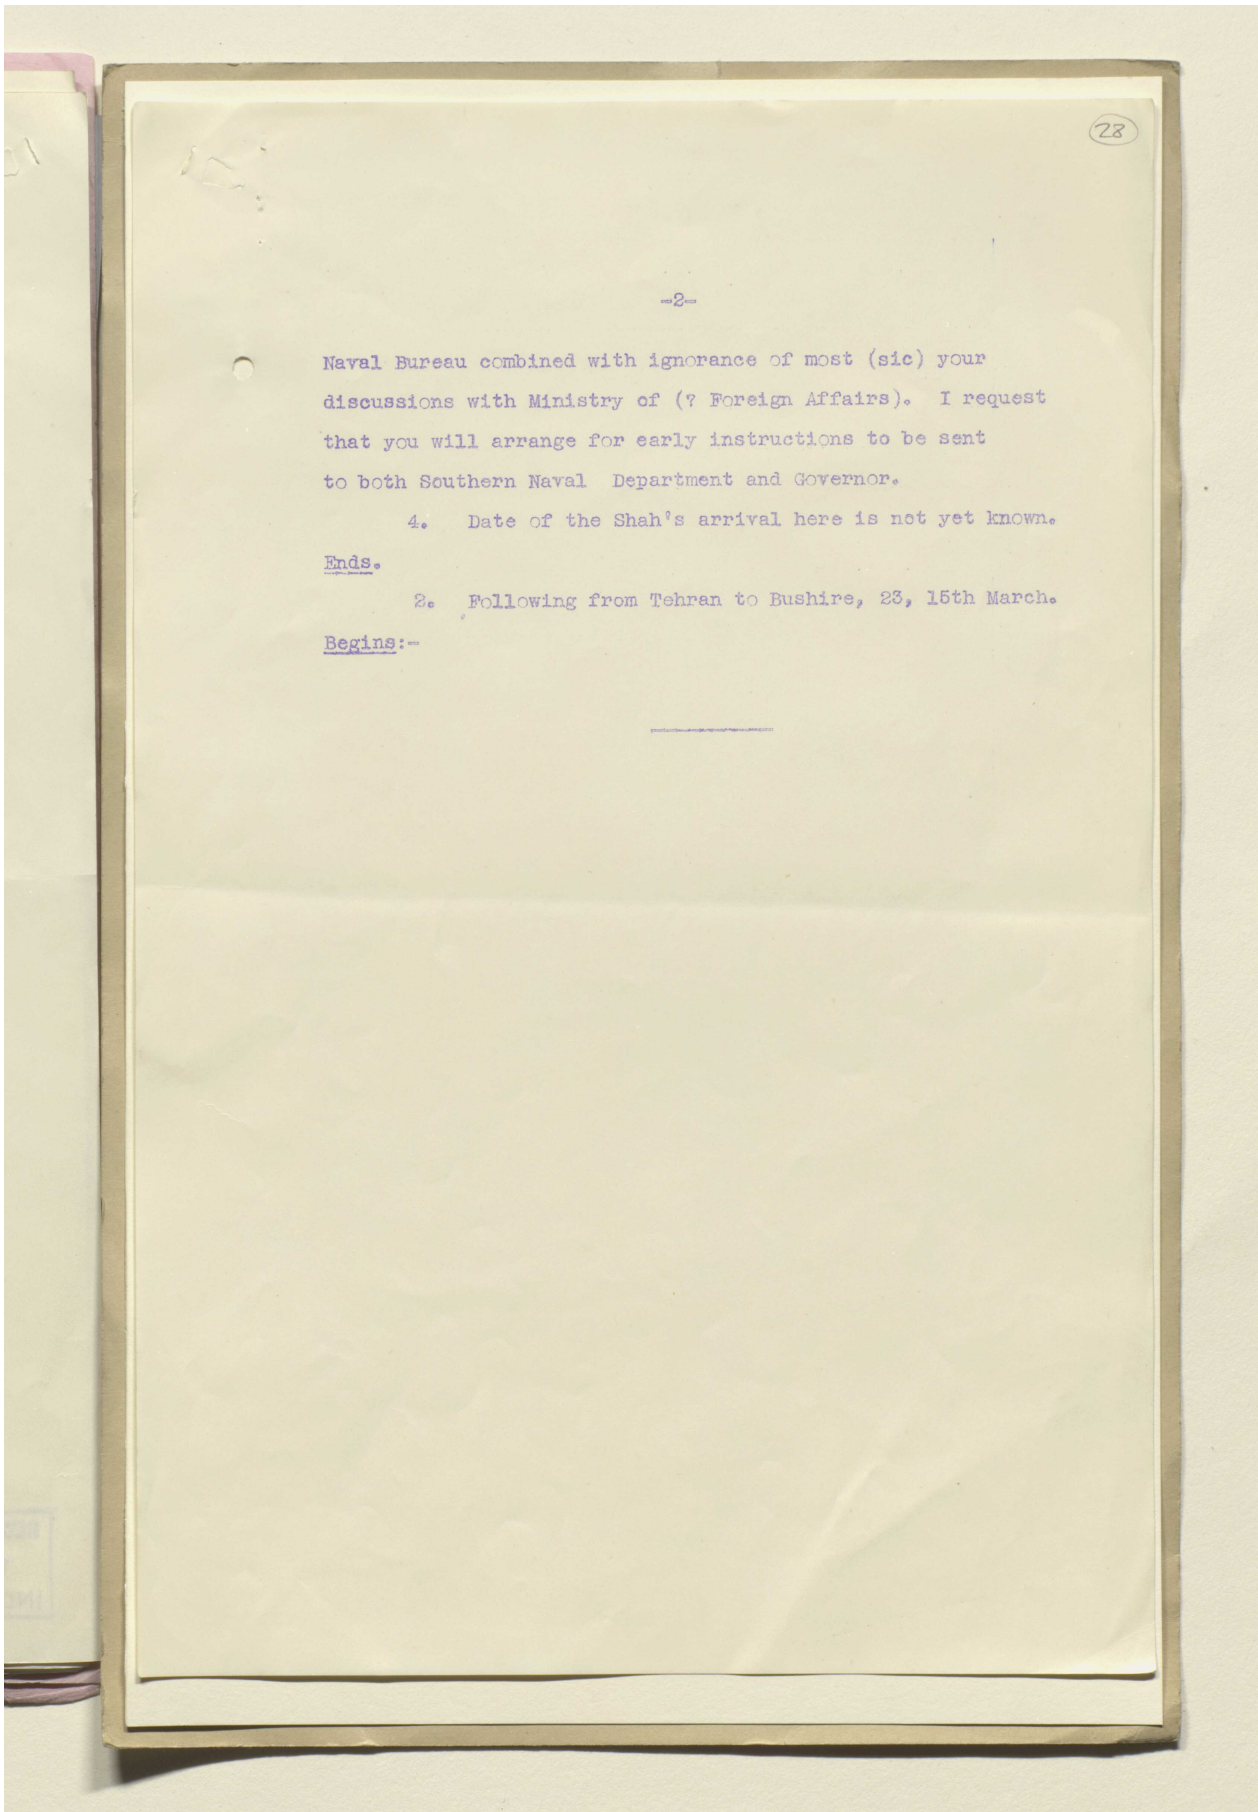 28
-2-
Naval Bureau combined with ignorance of most (sic) your
discussions with Ministry of (? Foreign Affairs). I request
that you will arrange for early instructions to be sent
to both Southern Naval Department and Governor.
4. Date of the Shah's arrival here is not yet known.
Ends.
2. Following from Tehran to Bushire, 23, 15th March.
Begins:-